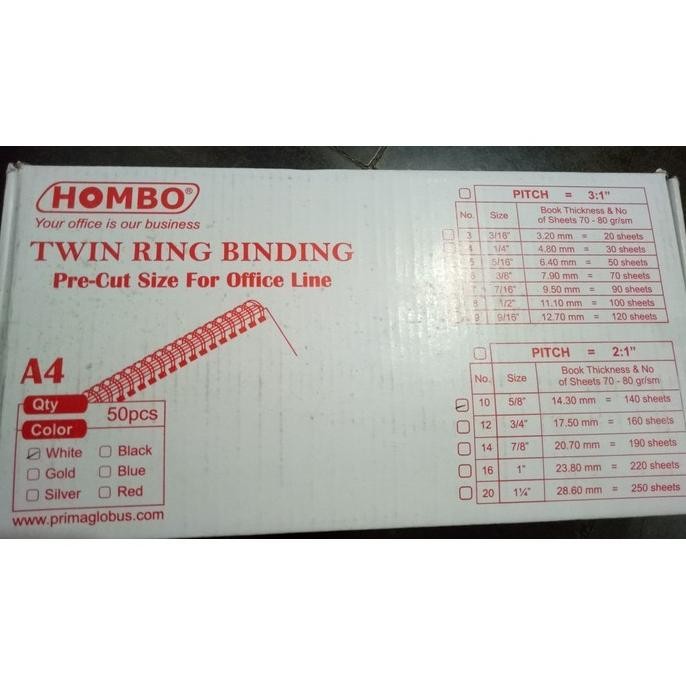 HOMBO®
Your office is our business
TWIN RING BINDING
Pre-Cut Size For Office Line
A4
Qty
50pcs
Color
White Black
Gold Blue
Silver Red
www.primaglobus.com
PITCH = 3:1"
No. Size Book Thickness & No of Sheets 70 - 80 gr/sm
3 3/16" 3.20 mm = 20 sheets
4 1/4" 4.80 mm = 30 sheets
5 5/16" 6.40 mm = 50 sheets
6 3/8" 7.90 mm = 70 sheets
7 7/16" 9.50 mm = 90 sheets
8 1/2" 11.10 mm = 100 sheets
9 9/16" 12.70 mm = 120 sheets
PITCH = 2:1"
No. Size Book Thickness & No of Sheets 70 - 80 gr/sm
10 5/8" 14.30 mm = 140 sheets
12 3/4" 17.50 mm = 160 sheets
14 7/8" 20.70 mm = 190 sheets
16 1" 23.80 mm = 220 sheets
20 1¼" 28.60 mm = 250 sheets